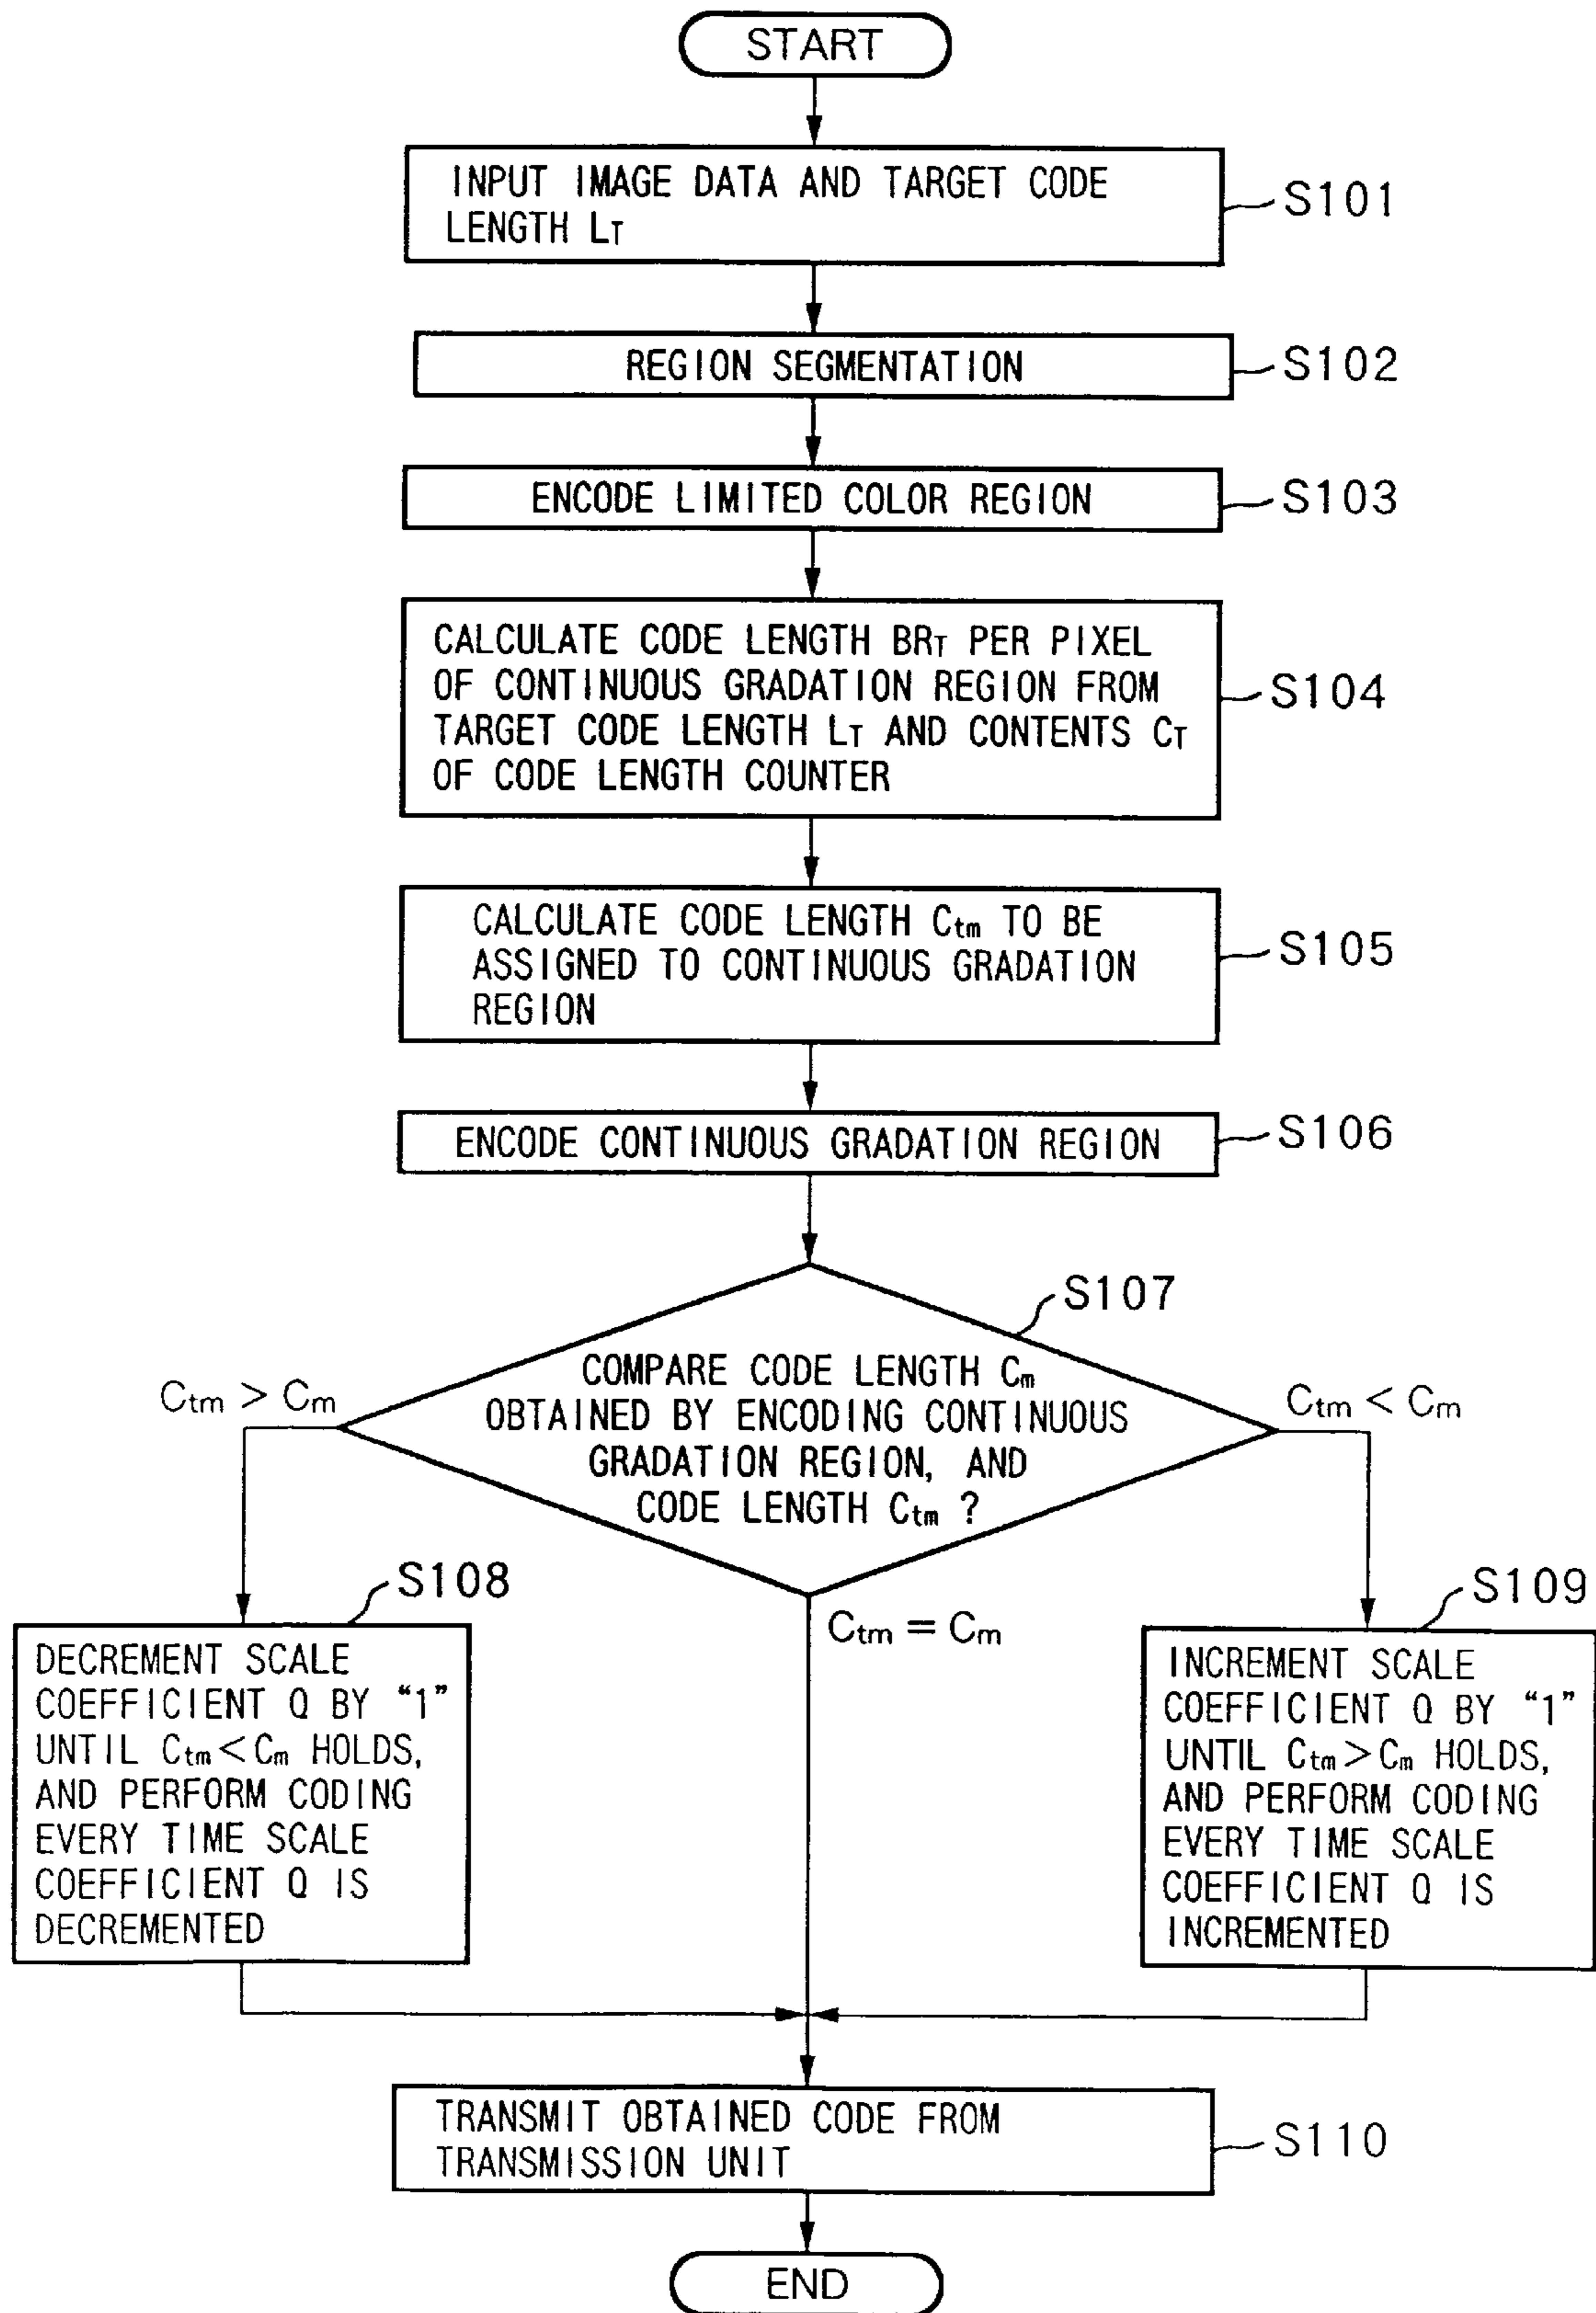 START
INPUT IMAGE DATA AND TARGET CODE
LENGTH LT
S101
REGION SEGMENTATION
S102
ENCODE LIMITED COLOR REGION
S103
CALCULATE CODE LENGTH BRT PER PIXEL
OF CONTINUOUS GRADATION REGION FROM
TARGET CODE LENGTH LT AND CONTENTS CT
OF CODE LENGTH COUNTER
S104
CALCULATE CODE LENGTH Ctm TO BE
ASSIGNED TO CONTINUOUS GRADATION
REGION
S105
ENCODE CONTINUOUS GRADATION REGION
S106
S107
COMPARE CODE LENGTH Cm
OBTAINED BY ENCODING CONTINUOUS
GRADATION REGION, AND
CODE LENGTH Ctm ?
Ctm > Cm
Ctm < Cm
Ctm = Cm
S108
DECREMENT SCALE
COEFFICIENT Q BY “1”
UNTIL Ctm<Cm HOLDS,
AND PERFORM CODING
EVERY TIME SCALE
COEFFICIENT Q IS
DECREMENTED
S109
INCREMENT SCALE
COEFFICIENT Q BY “1”
UNTIL Ctm>Cm HOLDS,
AND PERFORM CODING
EVERY TIME SCALE
COEFFICIENT Q IS
INCREMENTED
TRANSMIT OBTAINED CODE FROM
TRANSMISSION UNIT
S110
END